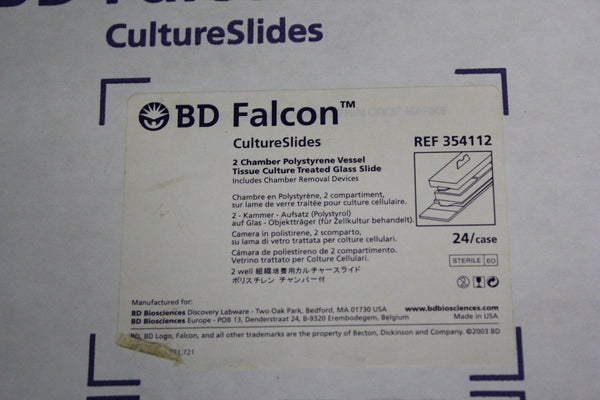 CultureSlides
BD Falcon™
CultureSlides
REF 354112
2 Chamber Polystyrene Vessel
Tissue Culture Treated Glass Slide
Includes Chamber Removal Devices
Chambre en Polystyrène, 2 compartiment,
sur lame de verre traitée pour culture cellulaire.
2 - Kammer - Aufsatz (Polystyrol)
auf Glas - Objektträger (für Zellkultur behandelt).
Camera in polistirene, 2 scomparto,
su lama di vetro trattata per colture cellulari.
Cámara de poliestireno de 2 compartimento.
Vetrino trattato per Colture Cellulari.
2 well 組織培養用カルチャースライド
ポリスチレン チャンバー付
24/case
STERILE EO
Manufactured for:
BD Biosciences Discovery Labware - Two Oak Park, Bedford, MA 01730 USA
BD Biosciences Europe - POB 13, Denderstraat 24, B-9320 Erembodegem, Belgium
www.bdbiosciences.com
Made in USA
BD, BD Logo, Falcon, and all other trademarks are the property of Becton, Dickinson and Company. ©2003 BD
,721